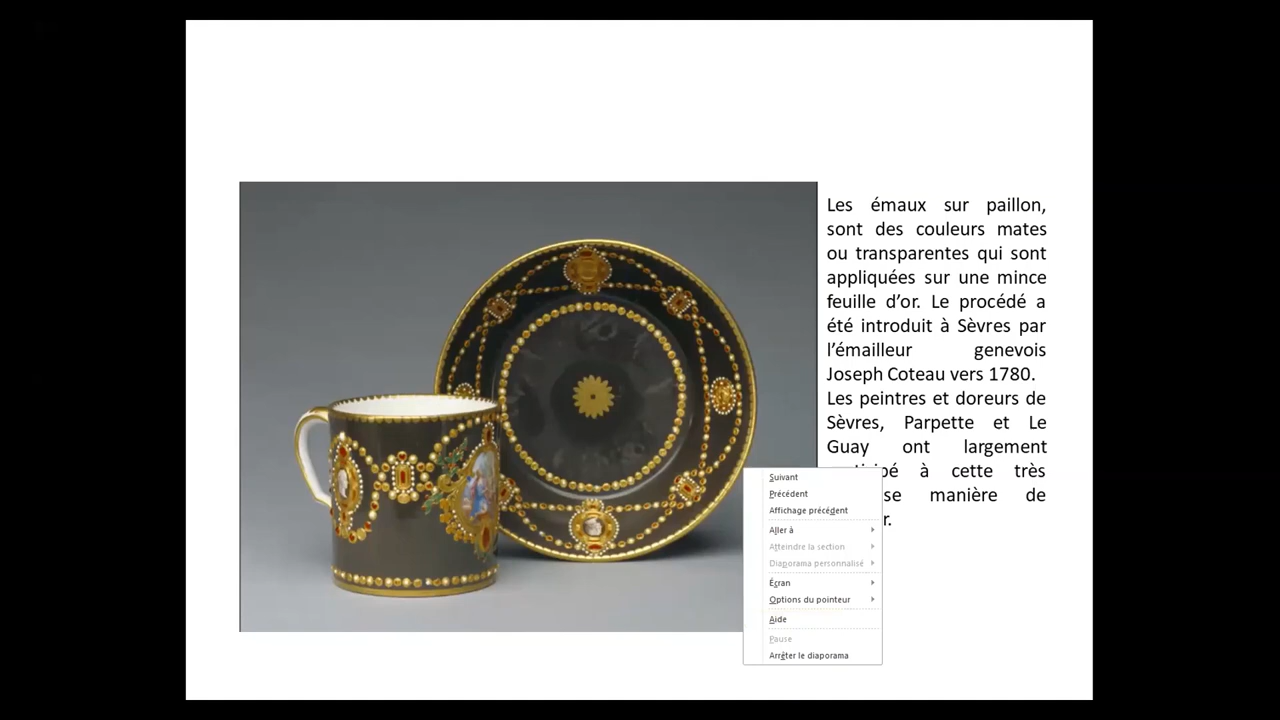 Les émaux sur paillon,
sont des couleurs mates
ou transparentes qui sont
appliquées sur une mince
feuille d’or. Le procédé a
été introduit à Sèvres par
l’émailleur genevois
Joseph Coteau vers 1780.
Les peintres et doreurs de
Sèvres, Parpette et Le
Guay ont largement
à cette très
manière de
Suivant
Précédent
Affichage précédent
Aller à
Atteindre la section
Diaporama personnalisé
Écran
Options du pointeur
Aide
Pause
Arrêter le diaporama